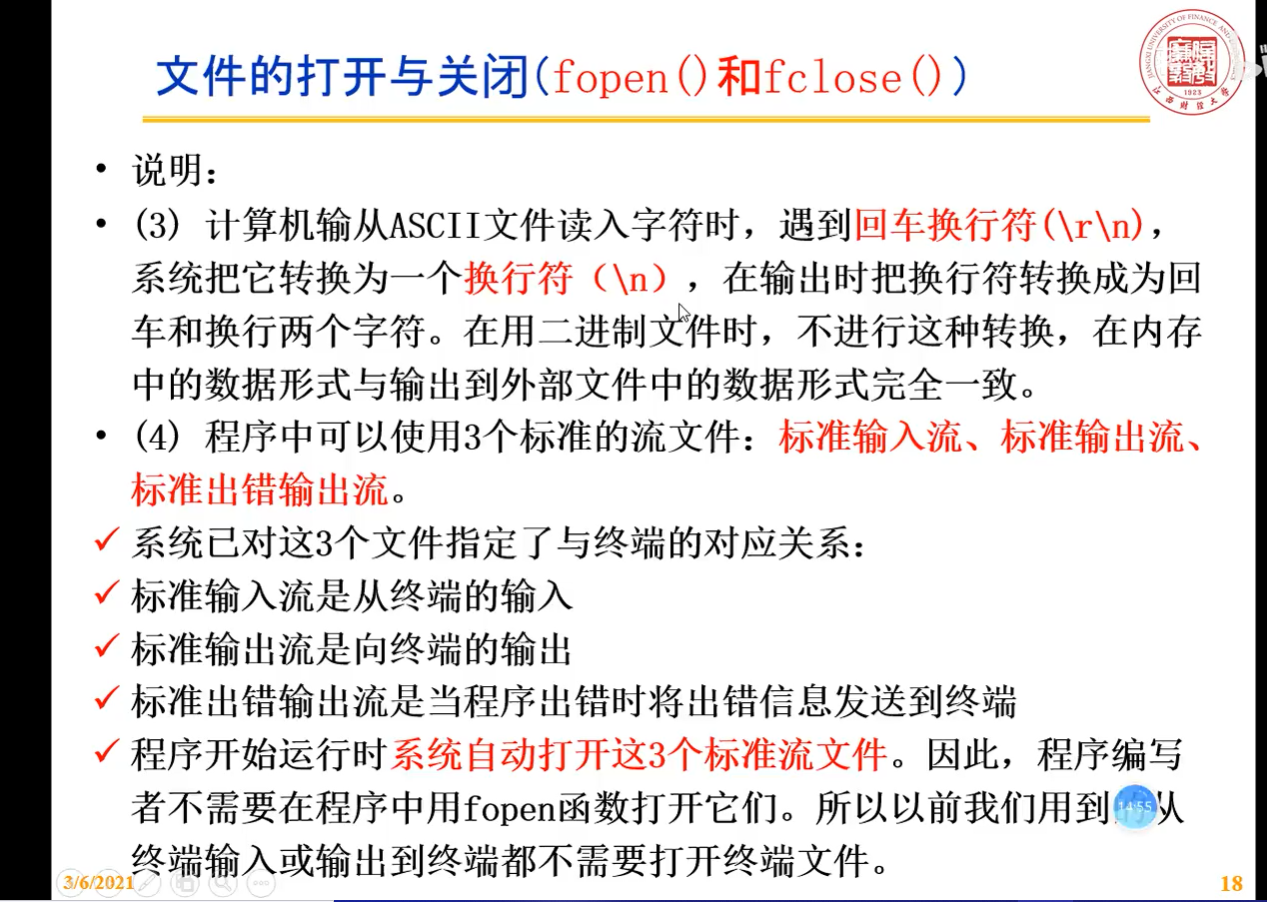 文件的打开与关闭(fopen()和fclose())
• 说明：
• (3) 计算机输从ASCII文件读入字符时，遇到回车换行符(\r\n)，
系统把它转换为一个换行符（\n），在输出时把换行符转换成为回
车和换行两个字符。在用二进制文件时，不进行这种转换，在内存
中的数据形式与输出到外部文件中的数据形式完全一致。
• (4) 程序中可以使用3个标准的流文件：标准输入流、标准输出流、
标准出错输出流。
✓ 系统已对这3个文件指定了与终端的对应关系：
✓ 标准输入流是从终端的输入
✓ 标准输出流是向终端的输出
✓ 标准出错输出流是当程序出错时将出错信息发送到终端
✓ 程序开始运行时系统自动打开这3个标准流文件。因此，程序编写
者不需要在程序中用fopen函数打开它们。所以以前我们用到 从
14:55
终端输入或输出到终端都不需要打开终端文件。
3/6/2021
18
1923
江西财经大学